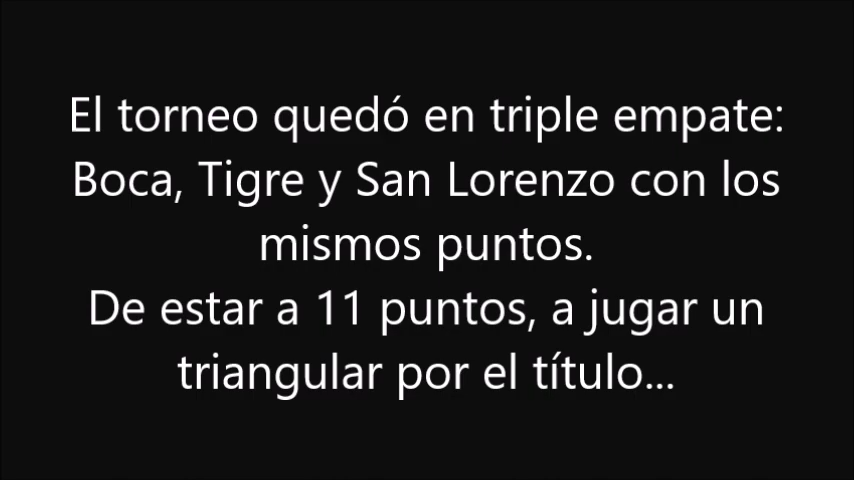 El torneo quedó en triple empate:
Boca, Tigre y San Lorenzo con los
mismos puntos.
De estar a 11 puntos, a jugar un
triangular por el título...